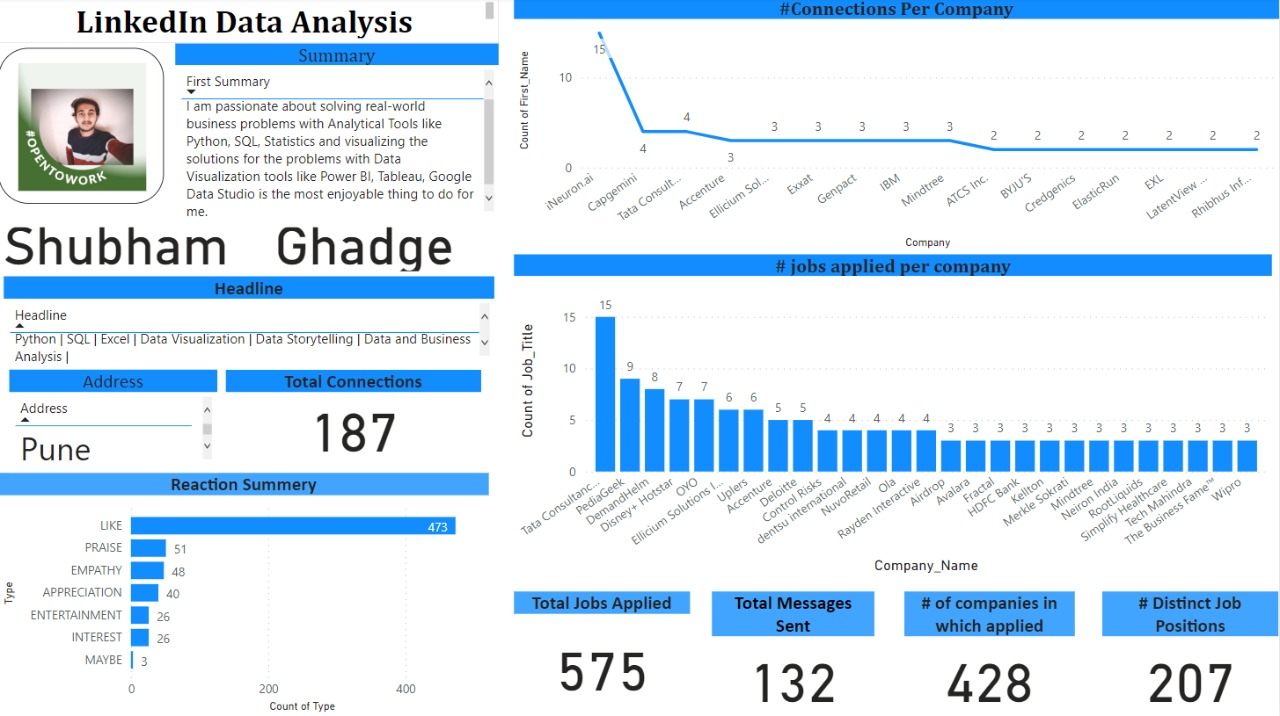 LinkedIn Data Analysis
Summary
First Summary
I am passionate about solving real-world
business problems with Analytical Tools like
Python, SQL, Statistics and visualizing the
solutions for the problems with Data
Visualization tools like Power BI, Tableau, Google
Data Studio is the most enjoyable thing to do for
me.
#OPENTOWORK
Shubham Ghadge
Headline
Headline
Python | SQL | Excel | Data Visualization | Data Storytelling | Data and Business
Analysis |
Address
Address
Pune
Total Connections
187
Reaction Summery
Type
LIKE 473
PRAISE 51
EMPATHY 48
APPRECIATION 40
ENTERTAINMENT 26
INTEREST 26
MAYBE 3
0 200 400
Count of Type
#Connections Per Company
Count of First_Name
10
0
15 4 4 3 3 3 3 3 3 2 2 2 2 2 2 2
iNeuron.ai
Capgemini
Tata Consult...
Accenture
Ellicium Sol...
Exxat
Genpact
IBM
Mindtree
ATCS Inc.
BYJU'S
Credgenics
ElasticRun
EXL
LatentView ...
Rhibhus Inf...
Company
# jobs applied per company
Count of Job_Title
15
10
5
0
15 9 8 7 7 6 6 5 5 4 4 4 4 4 3 3 3 3 3 3 3 3 3 3 3 3 3
Tata Consultanc...
PediaGeek
DemandHelm
Disney+ Hotstar
OYO
Ellicium Solutions I...
Uplers
Accenture
Deloitte
Control Risks
dentsu international
NuvoRetail
Ola
Rayden Interactive
Airdrop
Avalara
Fractal
HDFC Bank
Kellton
Merkle Sokrati
Mindtree
Neiron India
RootLiquids
Simplify Healthcare
Tech Mahindra
The Business Fame™
Wipro
Company_Name
Total Jobs Applied
575
Total Messages
Sent
132
# of companies in
which applied
428
# Distinct Job
Positions
207